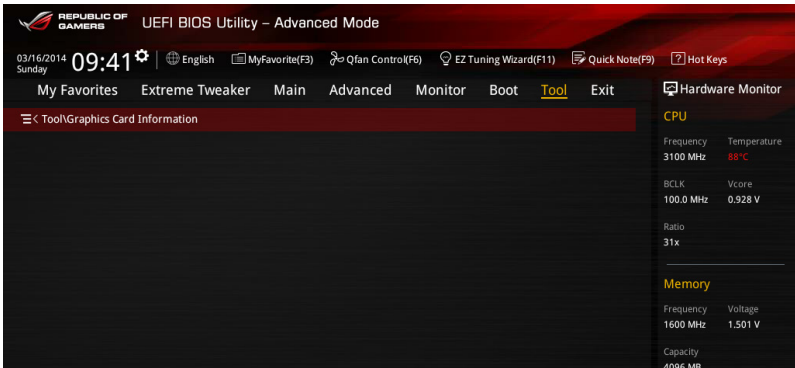 REPUBLIC OF
GAMERS
UEFI BIOS Utility – Advanced Mode
03/16/2014
Sunday
09:41
English
MyFavorite(F3)
Qfan Control(F6)
EZ Tuning Wizard(F11)
Quick Note(F9)
? Hot Keys
My Favorites Extreme Tweaker Main Advanced Monitor Boot Tool Exit
Hardware Monitor
< Tool\Graphics Card Information
CPU
Frequency Temperature
3100 MHz 88°C
BCLK Vcore
100.0 MHz 0.928 V
Ratio
31x
Memory
Frequency Voltage
1600 MHz 1.501 V
Capacity
4096 MB